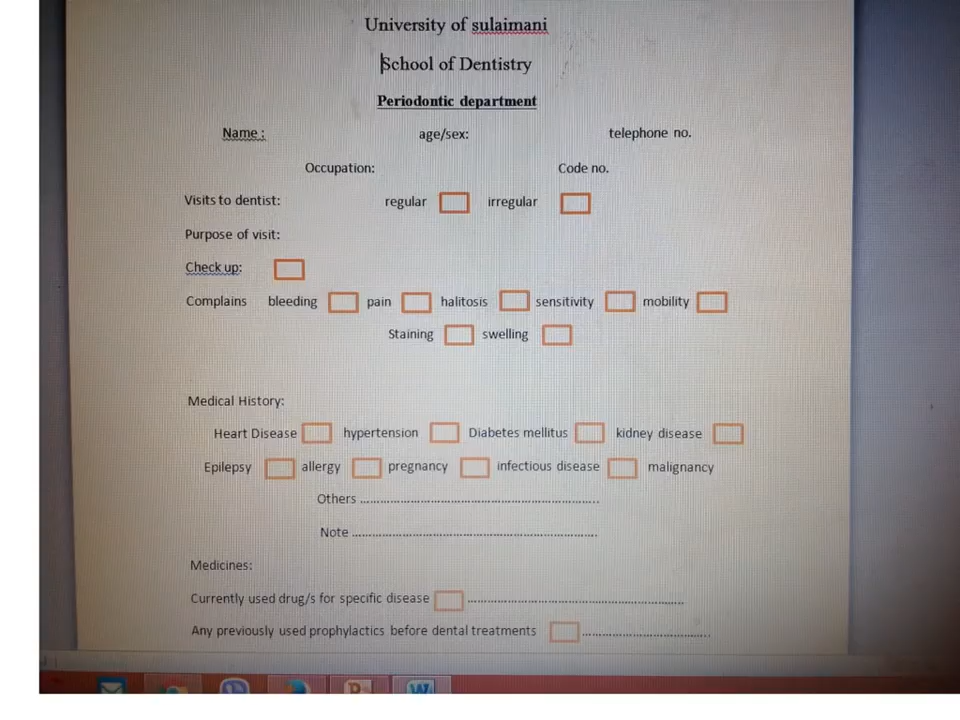 University of sulaimani
School of Dentistry
Periodontic department
Name : age/sex: telephone no.
Occupation: Code no.
Visits to dentist: regular irregular
Purpose of visit:
Check up:
Complains bleeding pain halitosis sensitivity mobility
Staining swelling
Medical History:
Heart Disease hypertension Diabetes mellitus kidney disease
Epilepsy allergy pregnancy infectious disease malignancy
Others ..............................................................
Note ..............................................................
Medicines:
Currently used drug/s for specific disease ......................................................
Any previously used prophylactics before dental treatments ................................